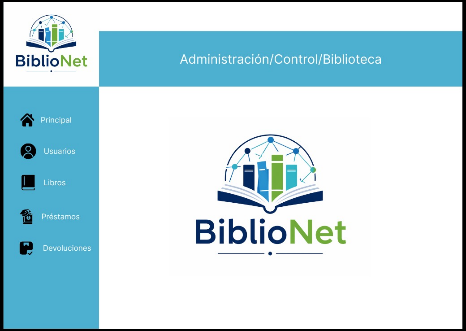 BiblioNet
Administración/Control/Biblioteca
Principal
Usuarios
Libros
Préstamos
Devoluciones
BiblioNet